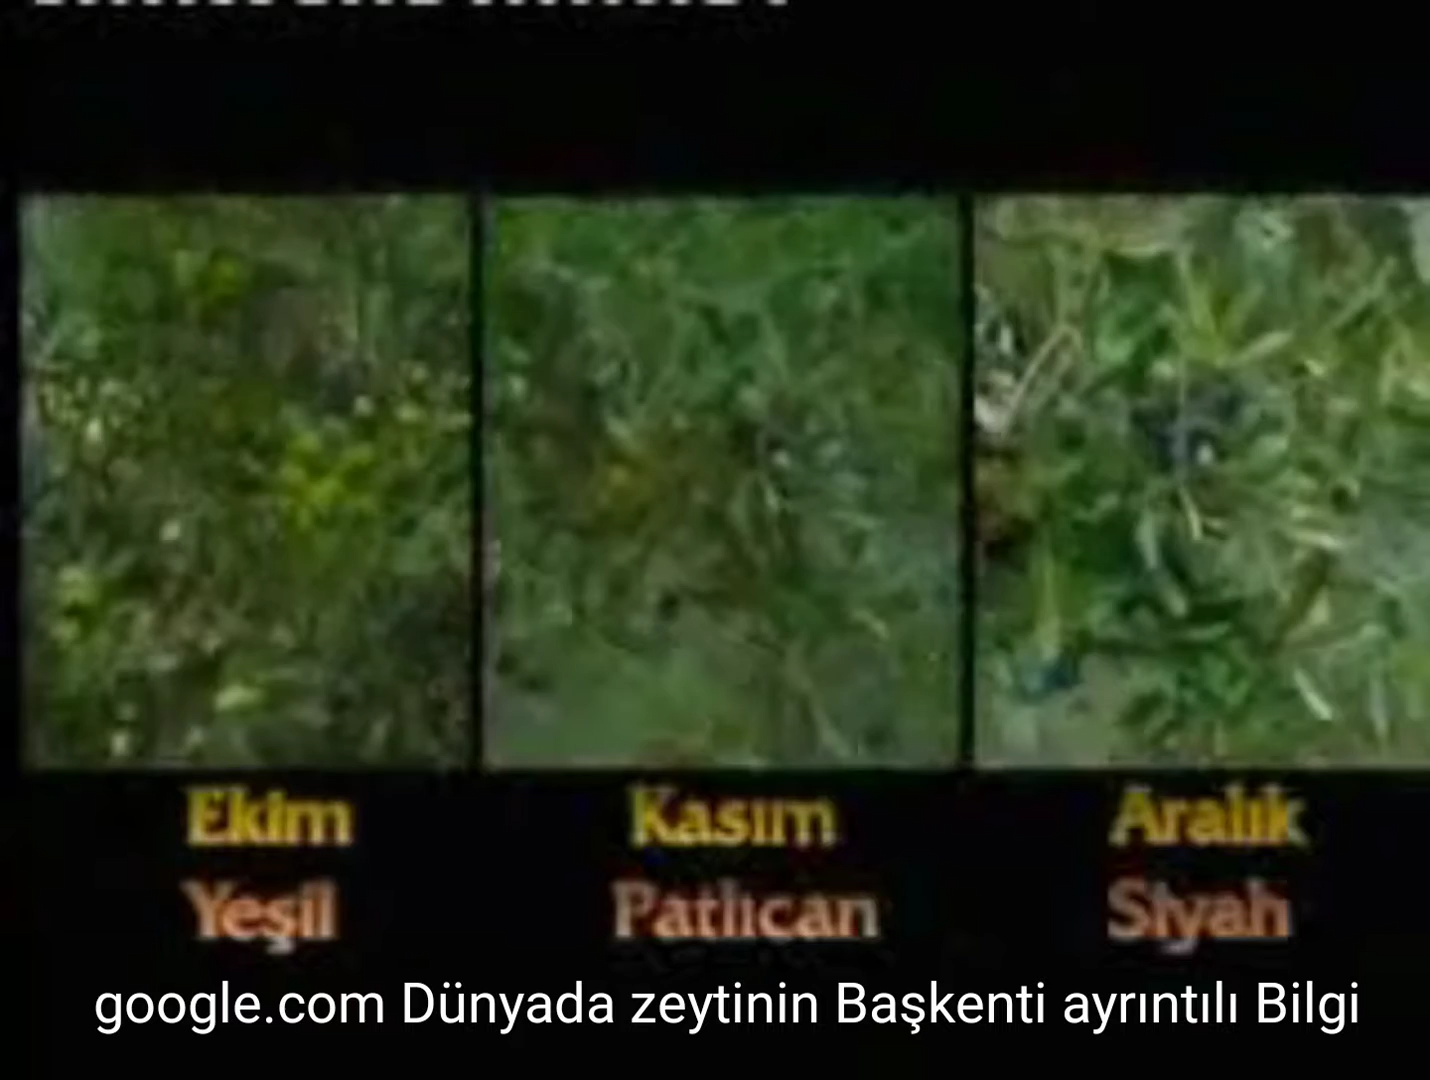 Ekim Kasım Aralık
Yeşil Patlıcan Siyah
google.com Dünyada zeytinin Başkenti ayrıntılı Bilgi